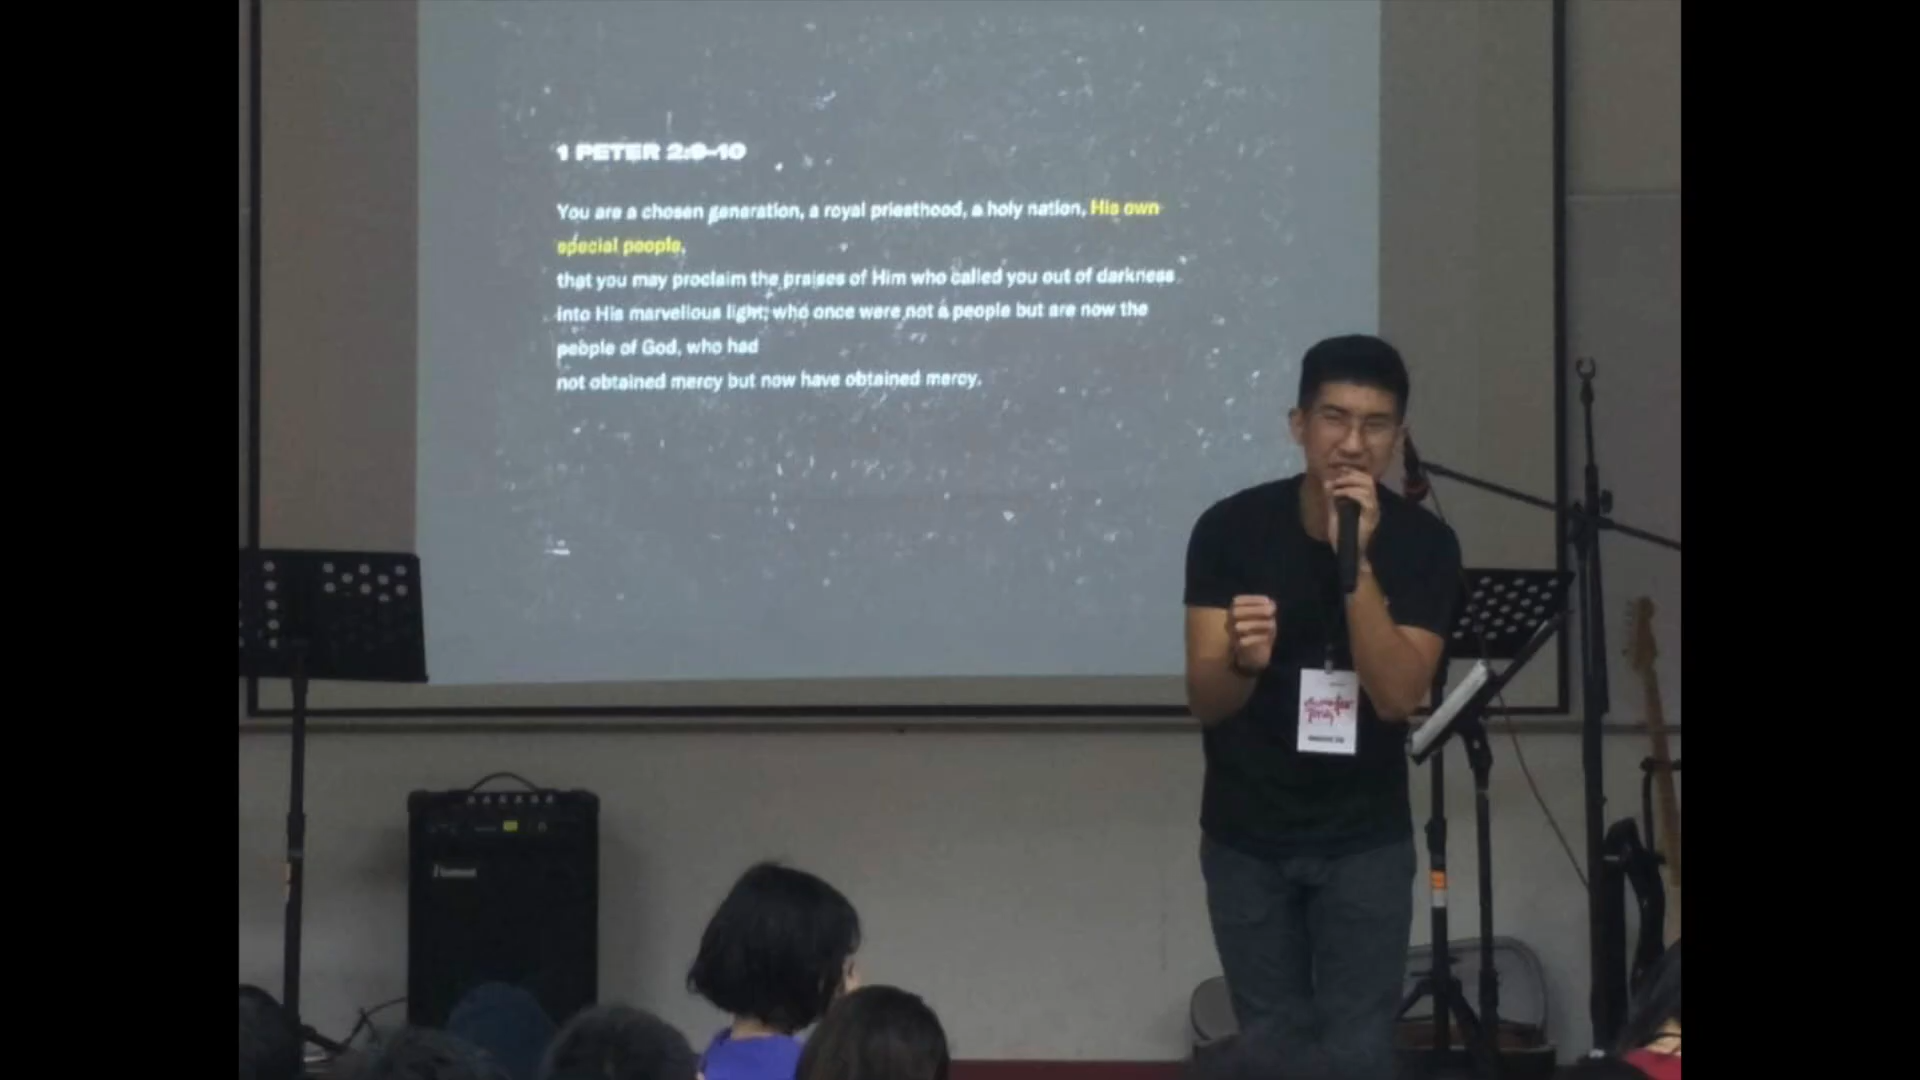 1 PETER 2:9-10
You are a chosen generation, a royal priesthood, a holy nation, His own
special people,
that you may proclaim the praises of Him who called you out of darkness
into His marvellous light; who once were not a people but are now the
people of God, who had
not obtained mercy but now have obtained mercy.